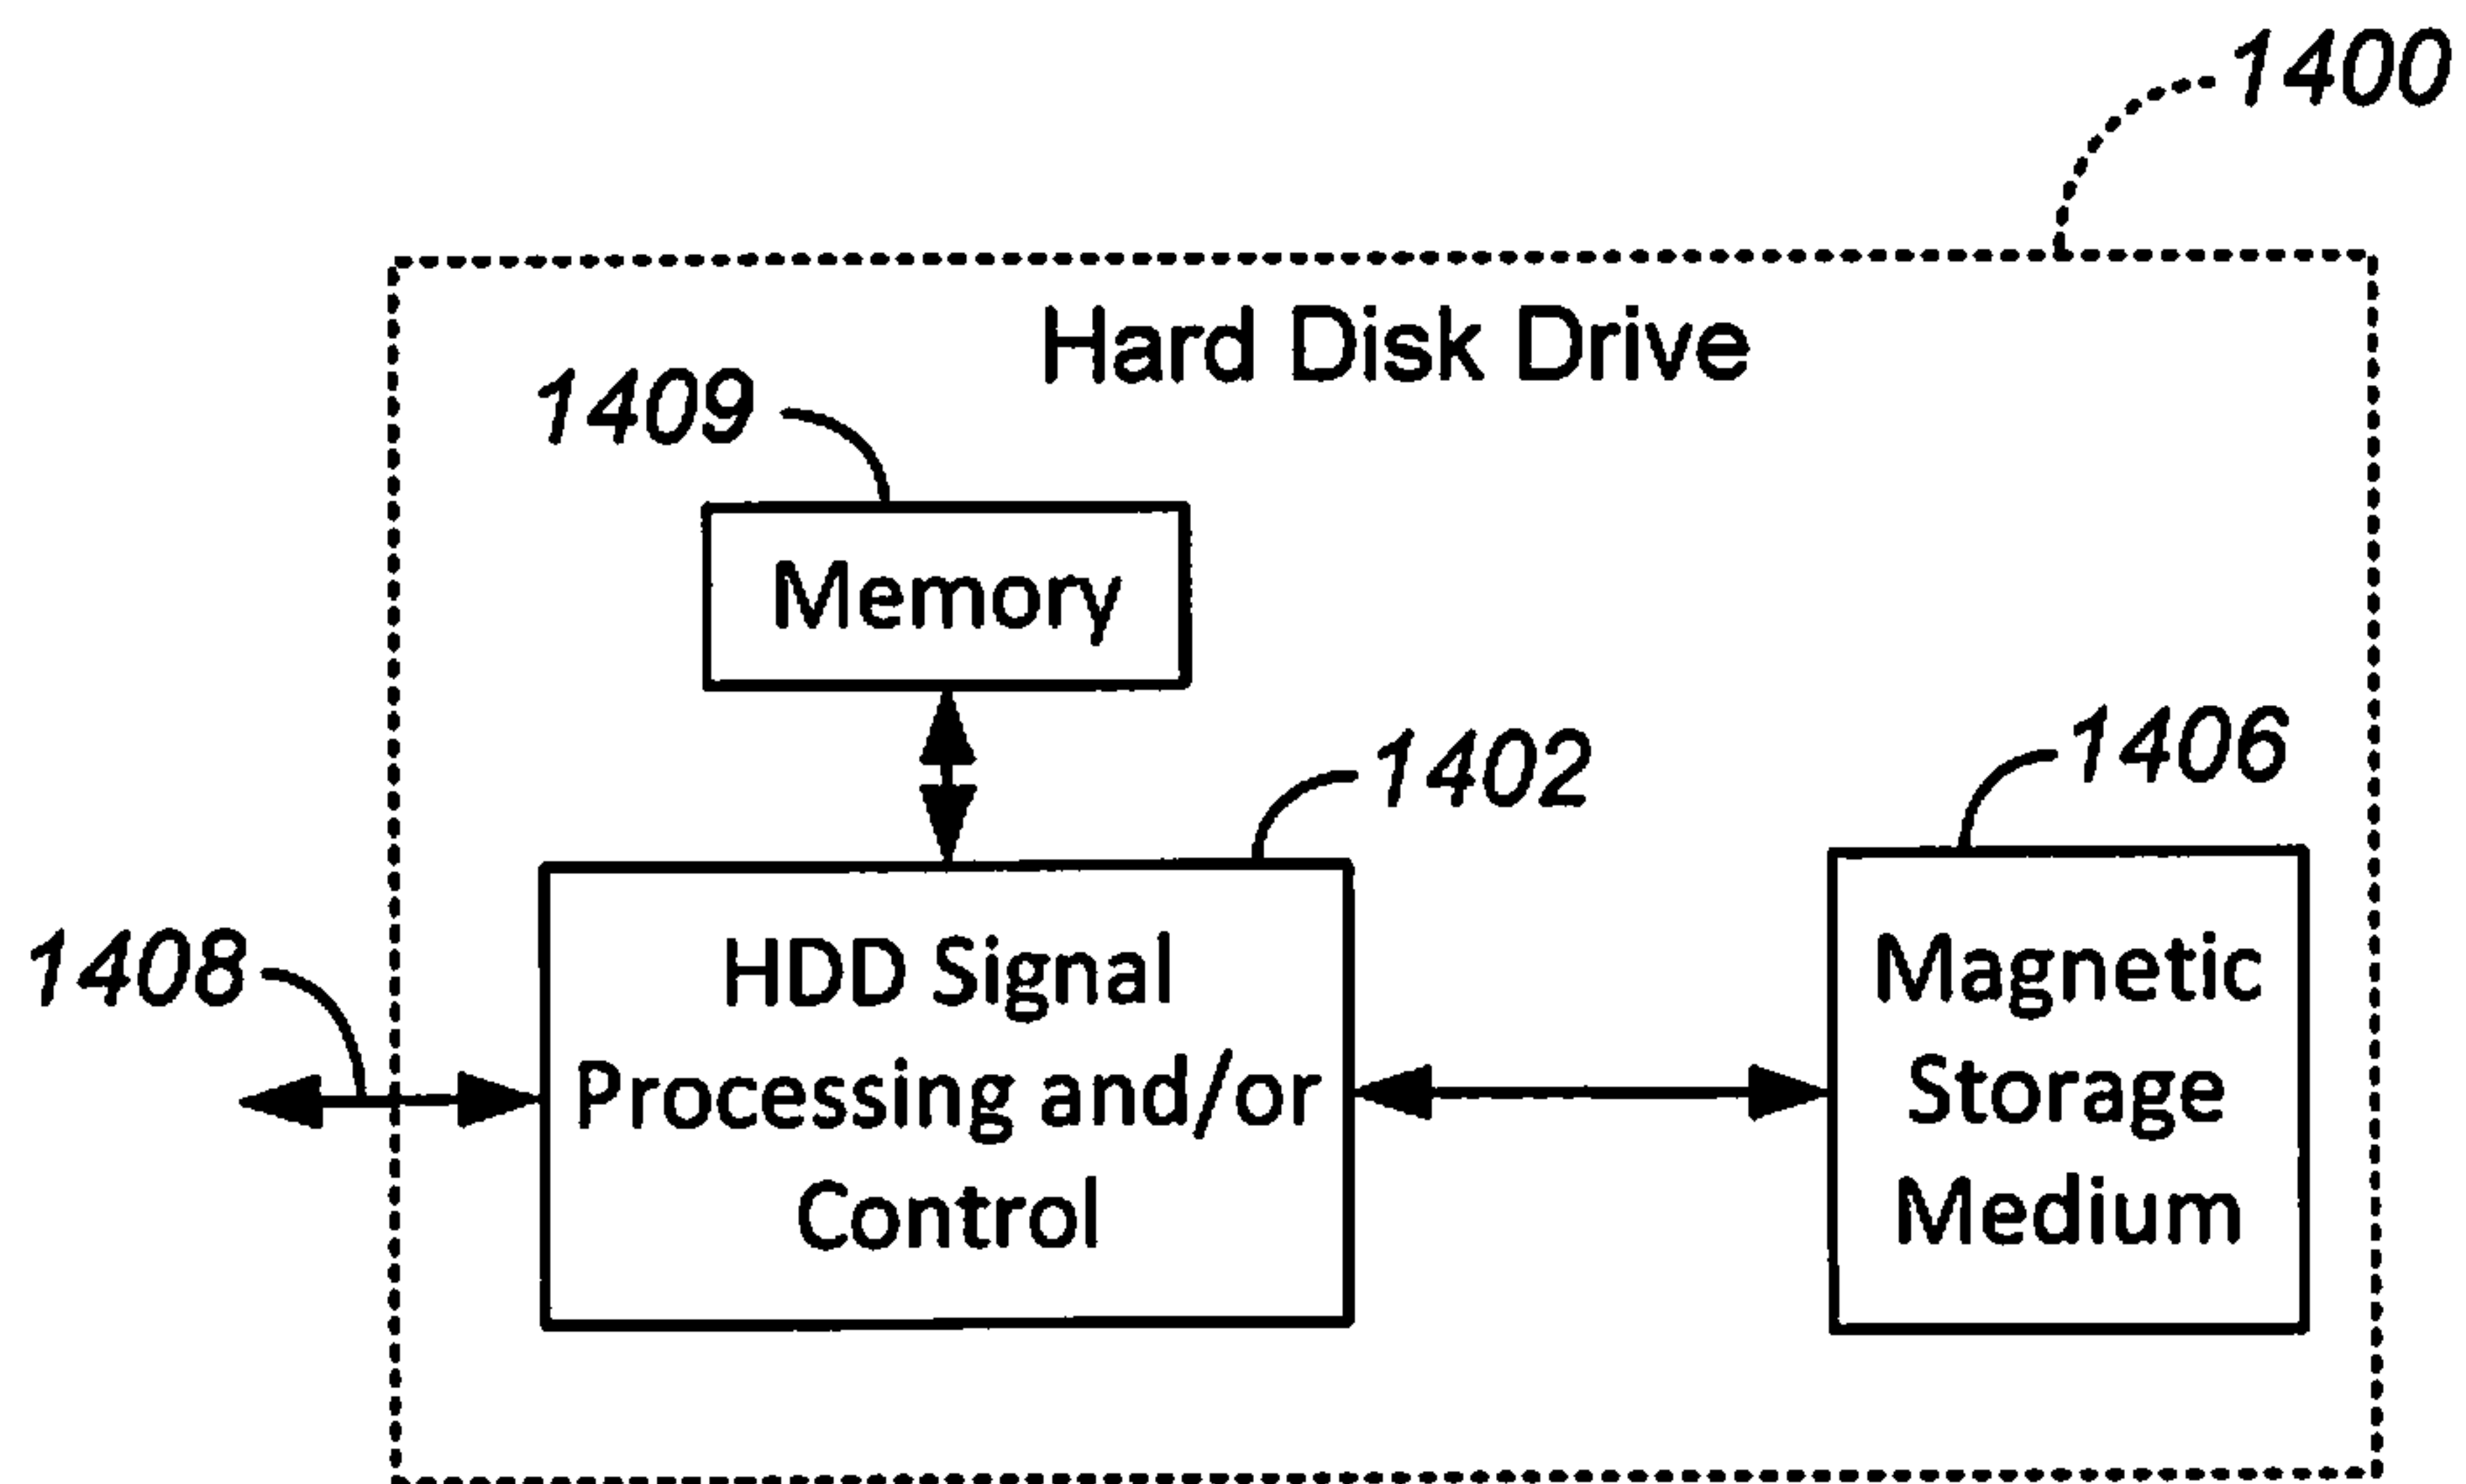 1400
Hard Disk Drive
1409
Memory
1402
1406
1408
HDD Signal
Processing and/or
Control
Magnetic
Storage
Medium